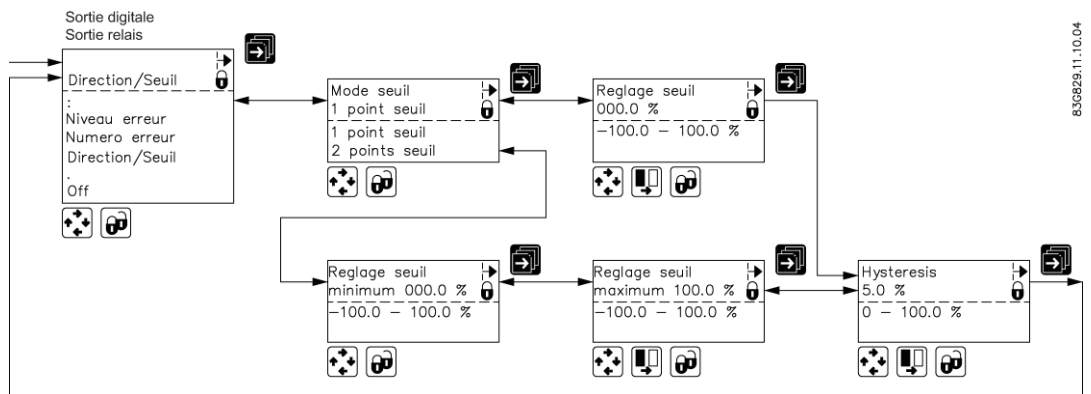 Sortie digitale
Sortie relais
Direction/Seuil
:
Niveau erreur
Numero erreur
Direction/Seuil
.
Off
Mode seuil
1 point seuil
1 point seuil
2 points seuil
Reglage seuil
000.0 %
-100.0 - 100.0 %
83G829.11.10.04
Reglage seuil
minimum 000.0 %
-100.0 - 100.0 %
Reglage seuil
maximum 100.0 %
-100.0 - 100.0 %
Hysteresis
5.0 %
0 - 100.0 %